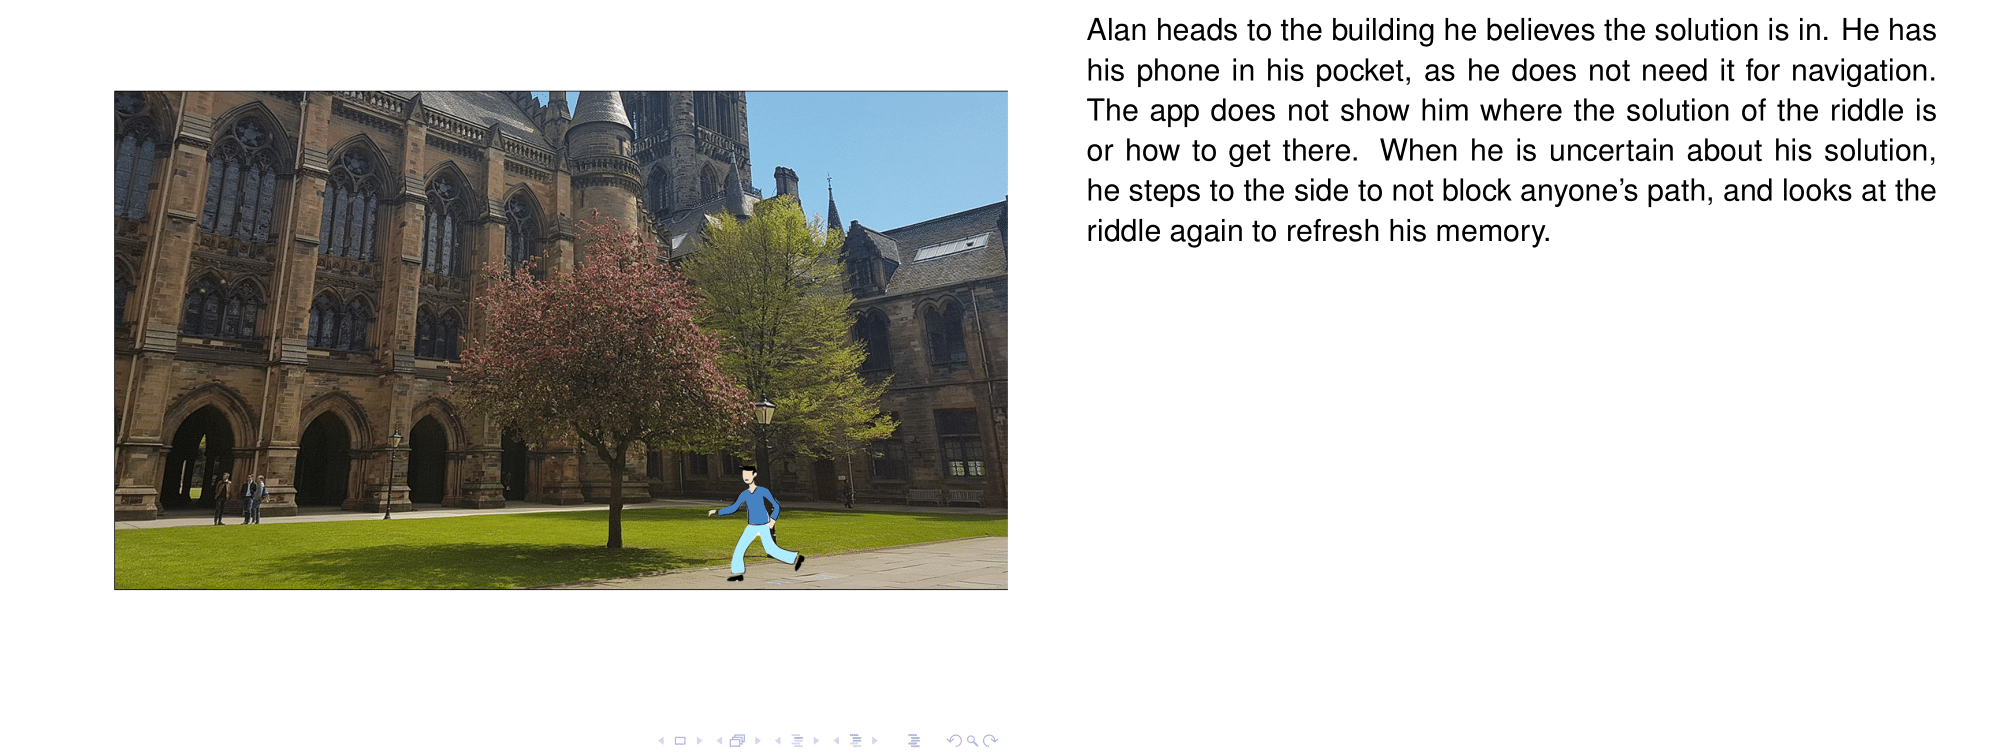 Alan heads to the building he believes the solution is in. He has
his phone in his pocket, as he does not need it for navigation.
The app does not show him where the solution of the riddle is
or how to get there. When he is uncertain about his solution,
he steps to the side to not block anyone's path, and looks at the
riddle again to refresh his memory.